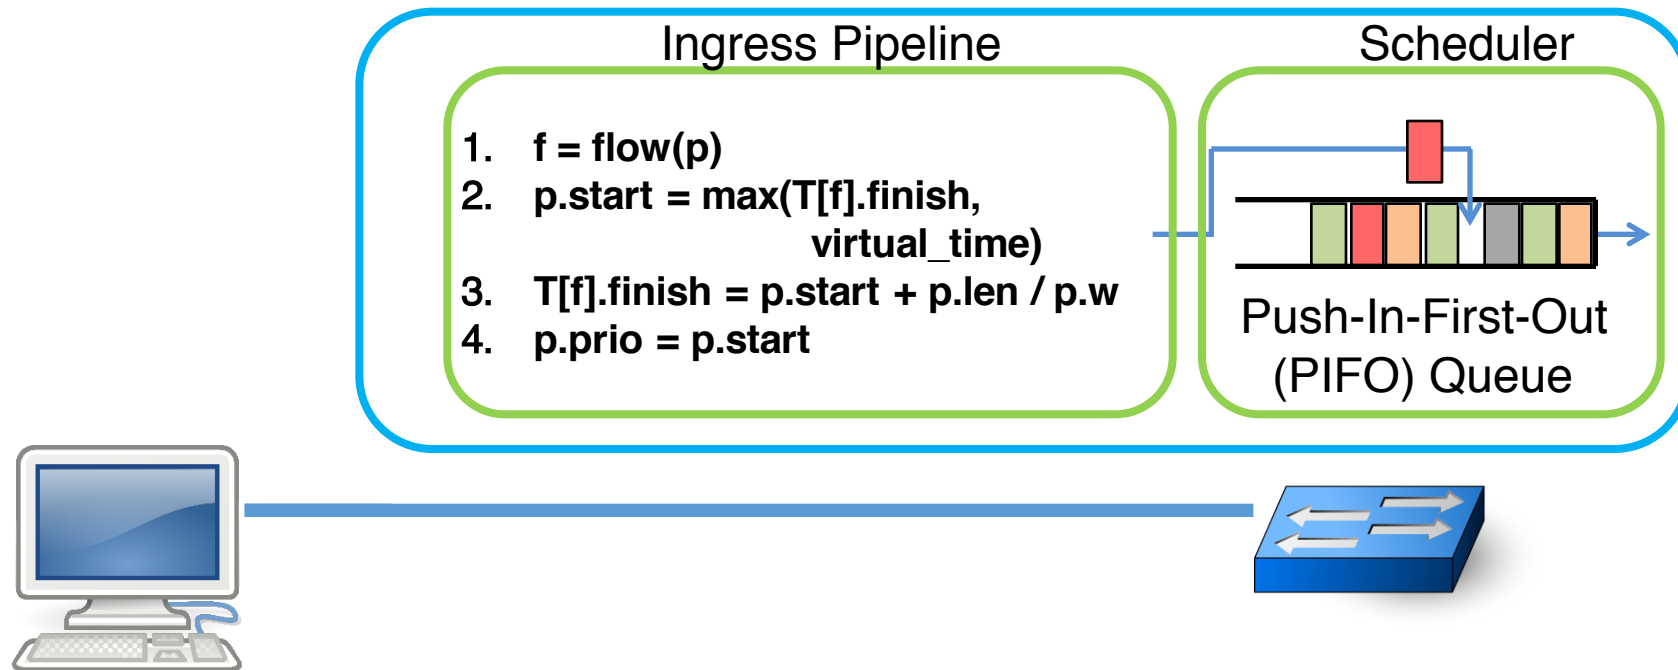 Ingress Pipeline
Scheduler
1. f = flow(p)
2. p.start = max(T[f].finish,
virtual_time)
3. T[f].finish = p.start + p.len / p.w
4. p.prio = p.start
Push-In-First-Out
(PIFO) Queue